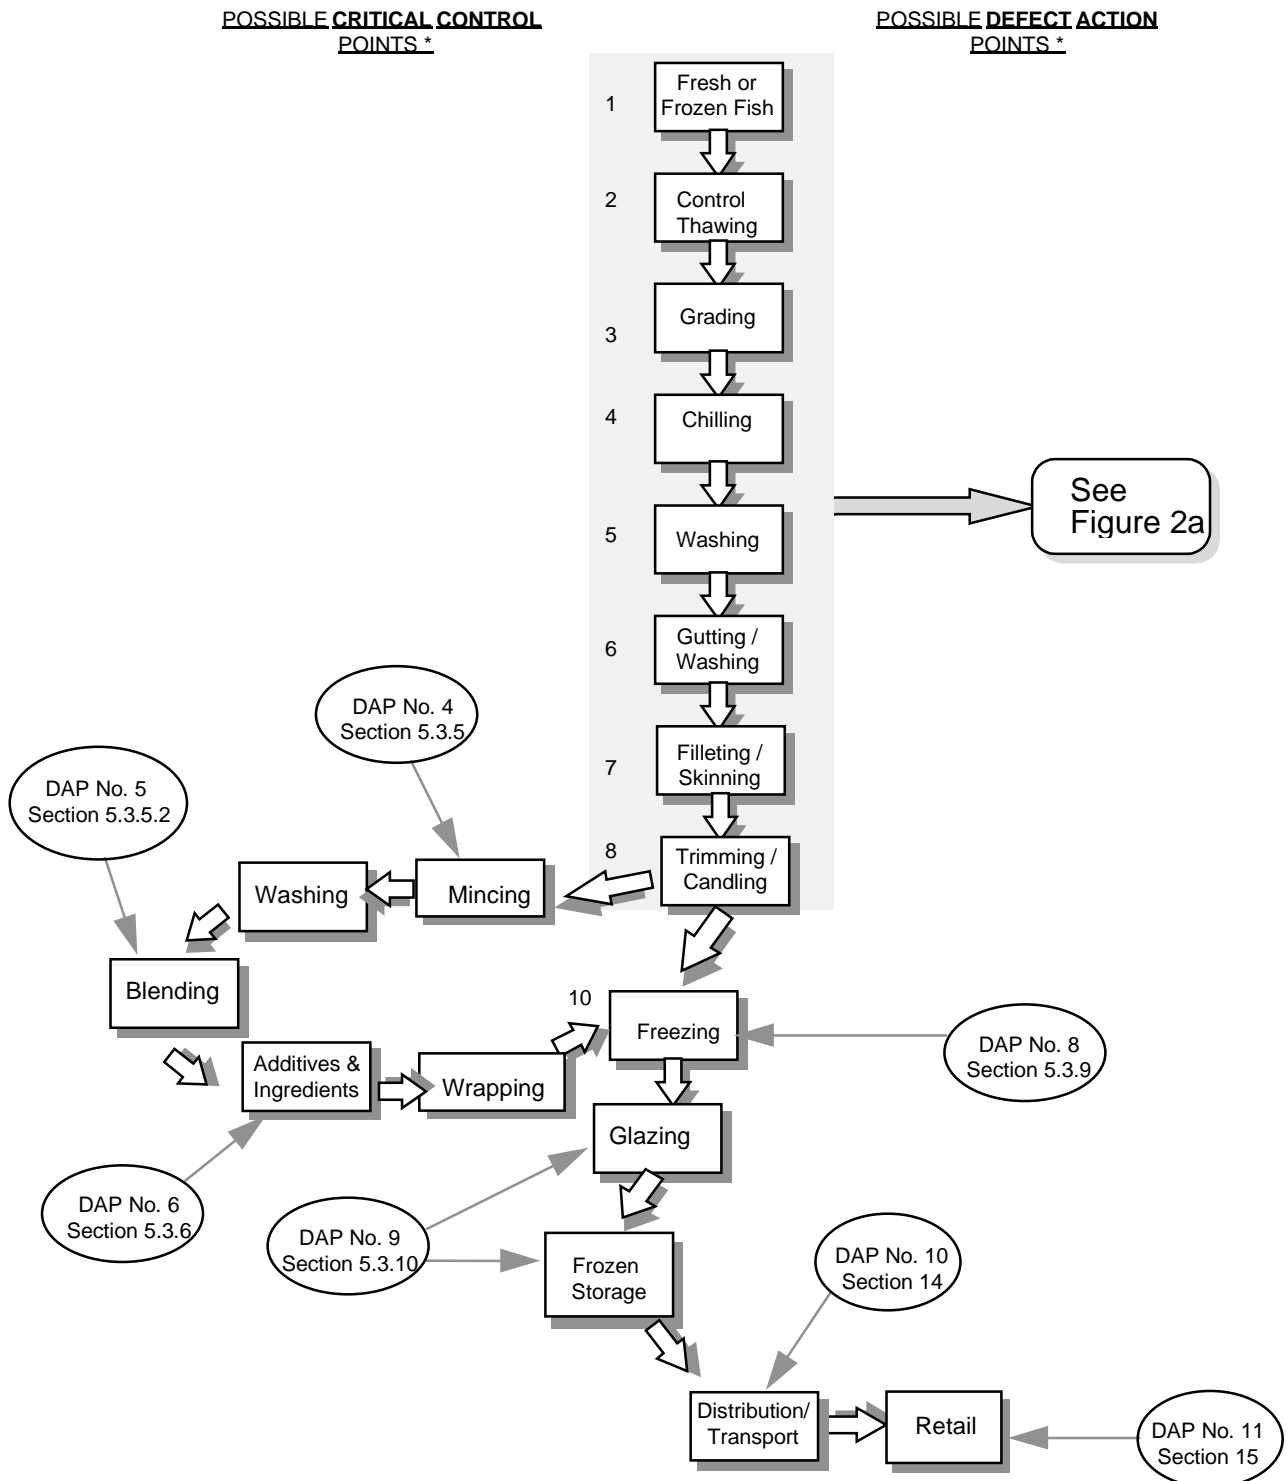 POSSIBLE CRITICAL CONTROL
POINTS *
POSSIBLE DEFECT ACTION
POINTS *
1
Fresh or
Frozen Fish
2
Control
Thawing
3
Grading
4
Chilling
See
Figure 2a
5
Washing
6
Gutting /
Washing
DAP No. 4
Section 5.3.5
7
Filleting /
Skinning
DAP No. 5
Section 5.3.5.2
8
Trimming /
Candling
Mincing
Washing
Blending
10
Freezing
DAP No. 8
Section 5.3.9
Additives &
Ingredients
Wrapping
Glazing
DAP No. 6
Section 5.3.6
DAP No. 9
Section 5.3.10
Frozen
Storage
DAP No. 10
Section 14
Distribution/
Transport
Retail
DAP No. 11
Section 15